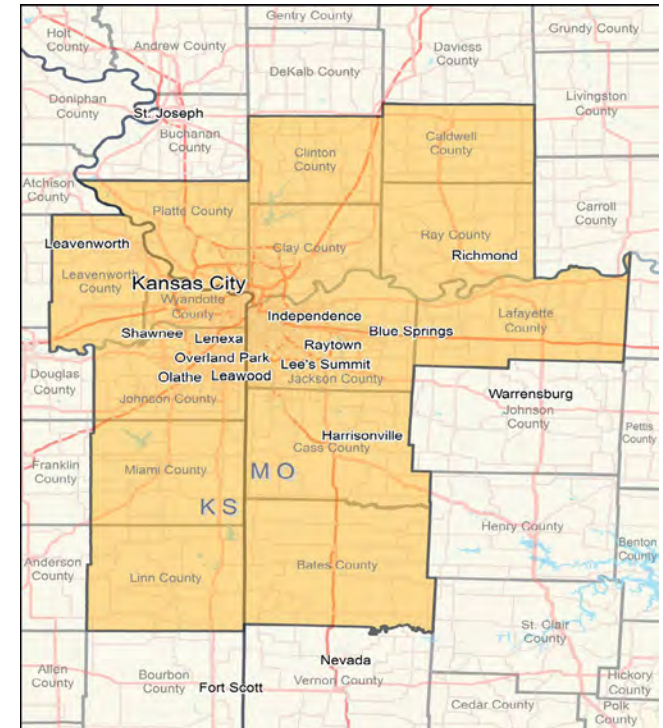 Holt
County
Andrew County
Gentry County
DeKalb County
Daviess
County
Grundy County
Livingston
County
Doniphan
County
St. Joseph
Buchanan
County
Clinton
County
Caldwell
County
Atchison
County
Platte County
Clay County
Ray County
Richmond
Carroll
County
Leavenworth
Leavenworth
County
Kansas City
Wyandotte
County
Independence
Blue Springs
Lafayette
County
Shawnee
Lenexa
Raytown
Overland Park
Lee's Summit
Olathe
Leawood
Jackson County
Douglas
County
Johnson County
Warrensburg
Johnson
County
Pettis
County
Harrisonville
Cass County
Franklin
County
Miami County
MO
KS
Henry County
Benton
County
Anderson
County
Linn County
Bates County
St. Clair
County
Allen
County
Bourbon
County
Fort Scott
Nevada
Vernon County
Cedar County
Hickory
County
Polk
County